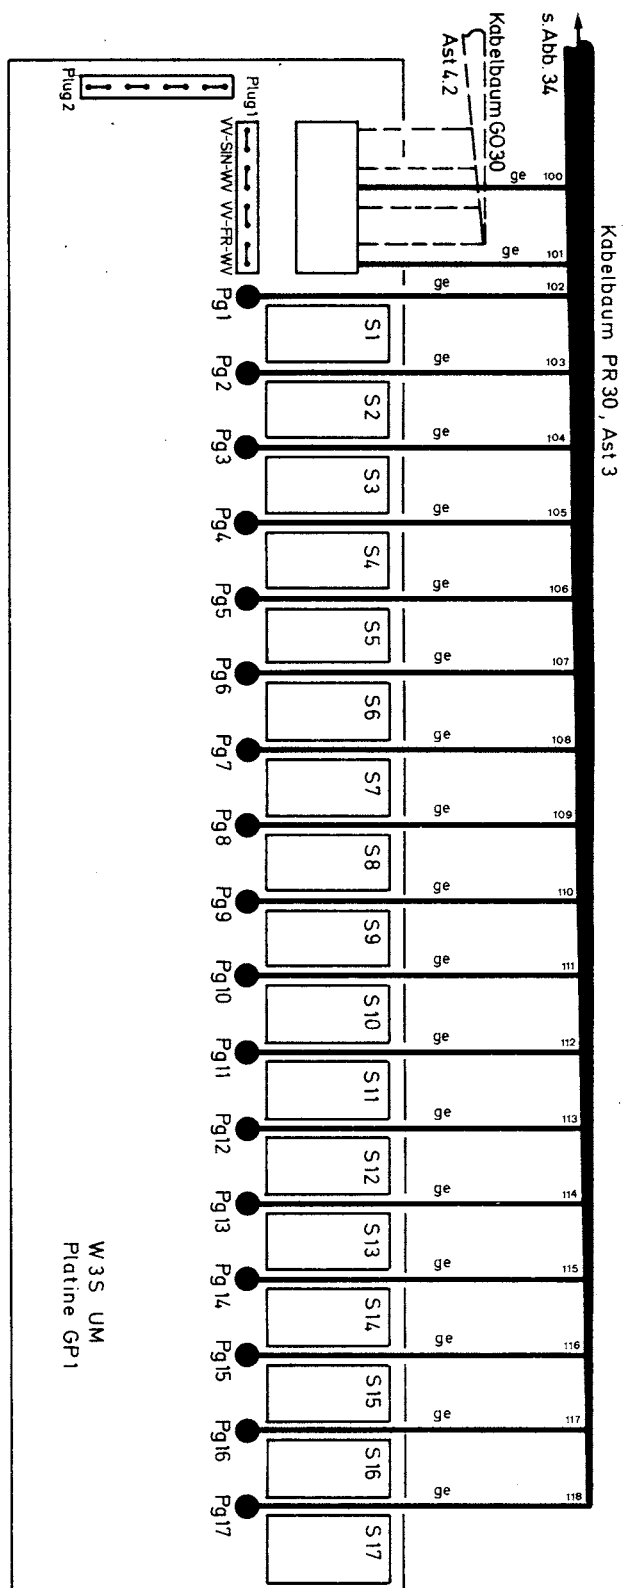 s. Abb. 34
Kabelbaum GO30
Ast 4.2
Kabelbaum PR 30, Ast 3
Plug 2
Plug 1
VV-SIN-WV VV-FR-WV
ge 100
ge 101
ge 102
ge 103
ge 104
ge 105
ge 106
ge 107
ge 108
ge 109
ge 110
ge 111
ge 112
ge 113
ge 114
ge 115
ge 116
ge 117
ge 118
Pg1
S1
Pg2
S2
Pg3
S3
Pg4
S4
Pg5
S5
Pg6
S6
Pg7
S7
Pg8
S8
Pg9
S9
Pg10
S10
Pg11
S11
Pg12
S12
Pg13
S13
Pg14
S14
Pg15
S15
Pg16
S16
Pg17
S17
W3S UM
Platine GP1